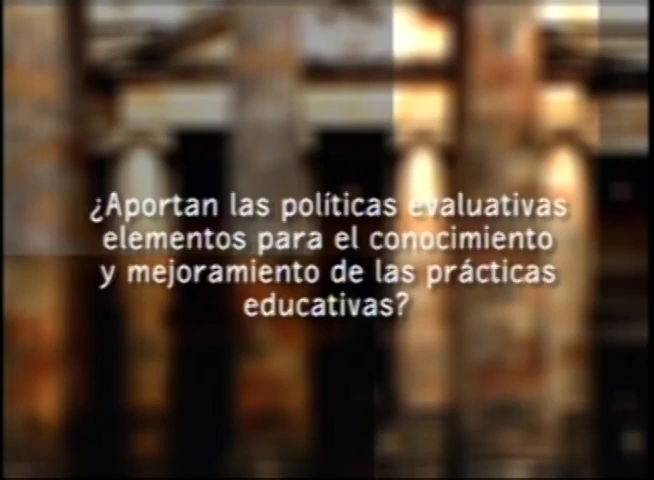 ¿Aportan las políticas evaluativas
elementos para el conocimiento
y mejoramiento de las prácticas
educativas?